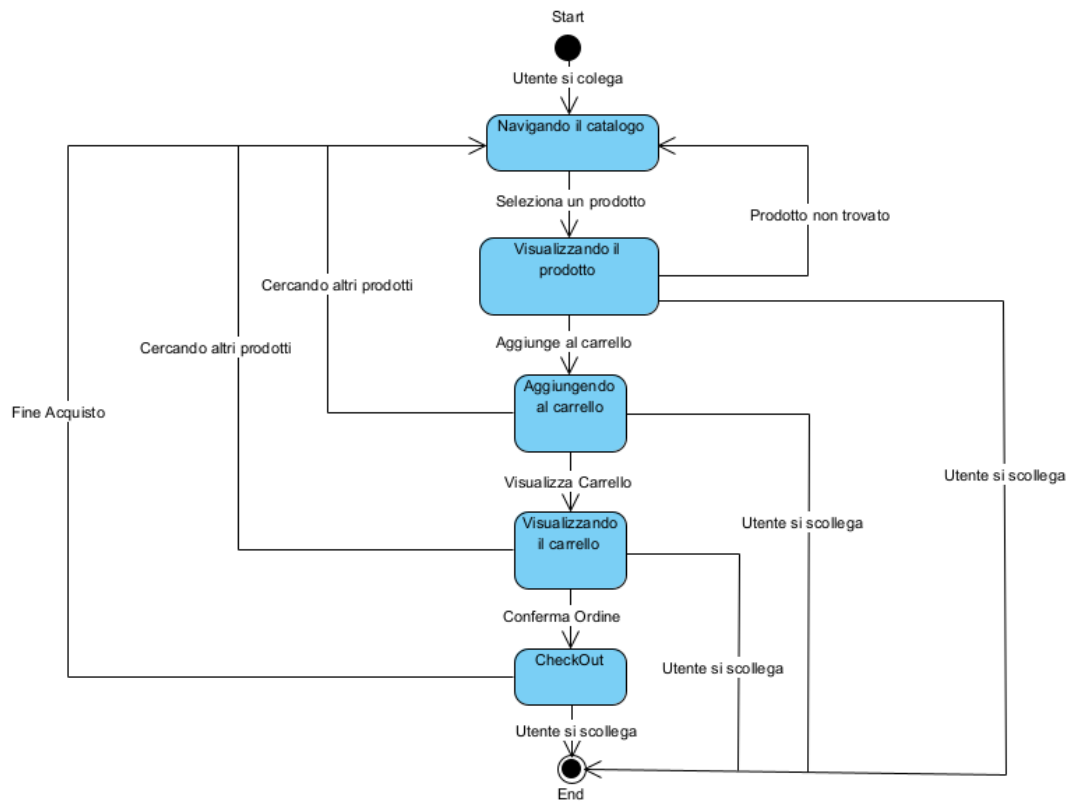 Start
Utente si colega
Navigando il catalogo
Seleziona un prodotto
Prodotto non trovato
Visualizzando il
prodotto
Cercando altri prodotti
Aggiunge al carrello
Cercando altri prodotti
Aggiungendo
al carrello
Fine Acquisto
Utente si scollega
Visualizza Carrello
Utente si scollega
Visualizzando
il carrello
Conferma Ordine
CheckOut
Utente si scollega
Utente si scollega
End